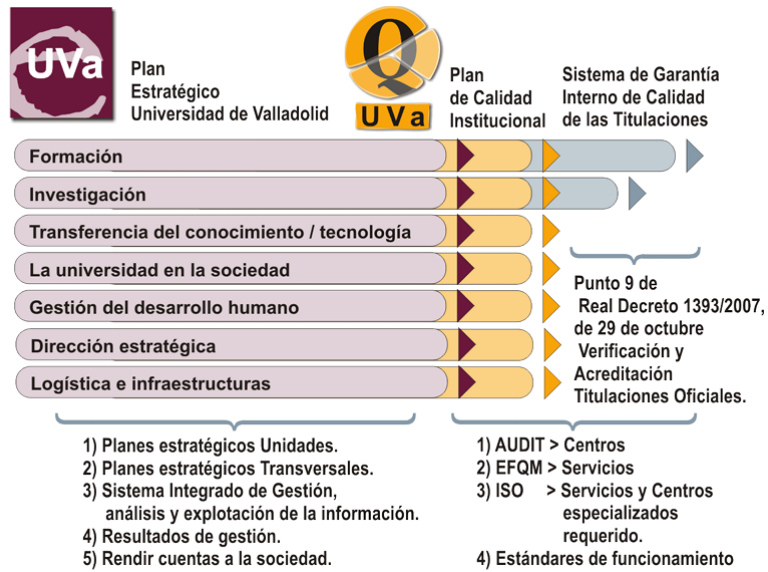 UVa
Plan
Estratégico
Universidad de Valladolid
Q
UVa
Plan
de Calidad
Institucional
Sistema de Garantía
Interno de Calidad
de las Titulaciones
Formación
Investigación
Transferencia del conocimiento / tecnología
La universidad en la sociedad
Gestión del desarrollo humano
Dirección estratégica
Logística e infraestructuras
Punto 9 de
Real Decreto 1393/2007,
de 29 de octubre
Verificación y
Acreditación
Titulaciones Oficiales.
1) Planes estratégicos Unidades.
2) Planes estratégicos Transversales.
3) Sistema Integrado de Gestión,
análisis y explotación de la información.
4) Resultados de gestión.
5) Rendir cuentas a la sociedad.
1) AUDIT > Centros
2) EFQM > Servicios
3) ISO > Servicios y Centros
especializados
requerido.
4) Estándares de funcionamiento